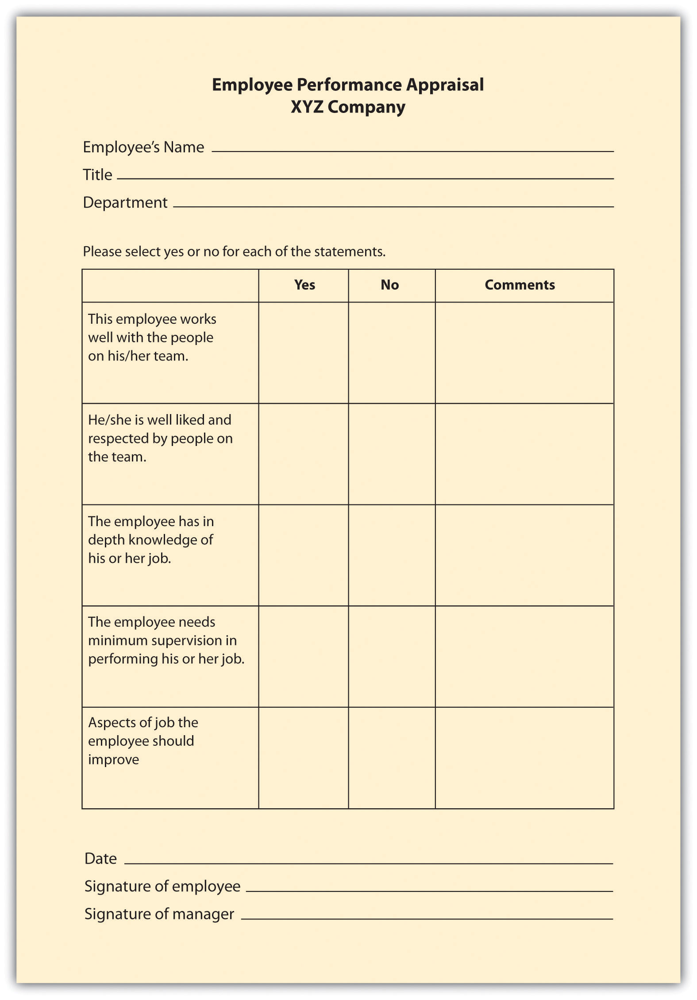 Employee Performance Appraisal
XYZ Company
Employee’s Name
Title
Department
Please select yes or no for each of the statements.
Yes No Comments
This employee works
well with the people
on his/her team.
He/she is well liked and
respected by people on
the team.
The employee has in
depth knowledge of
his or her job.
The employee needs
minimum supervision in
performing his or her job.
Aspects of job the
employee should
improve
Date
Signature of employee
Signature of manager